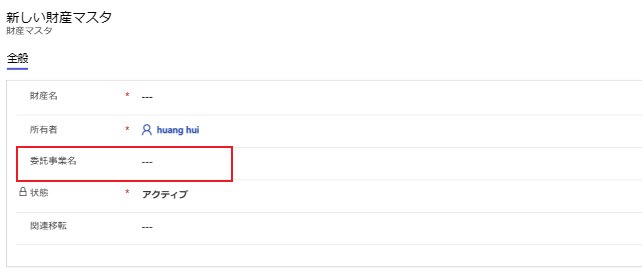 新しい財産マスタ
財産マスタ
全般
財産名 * ---
所有者 * huang hui
委託事業名 ---
状態 * アクティブ
関連移転 ---